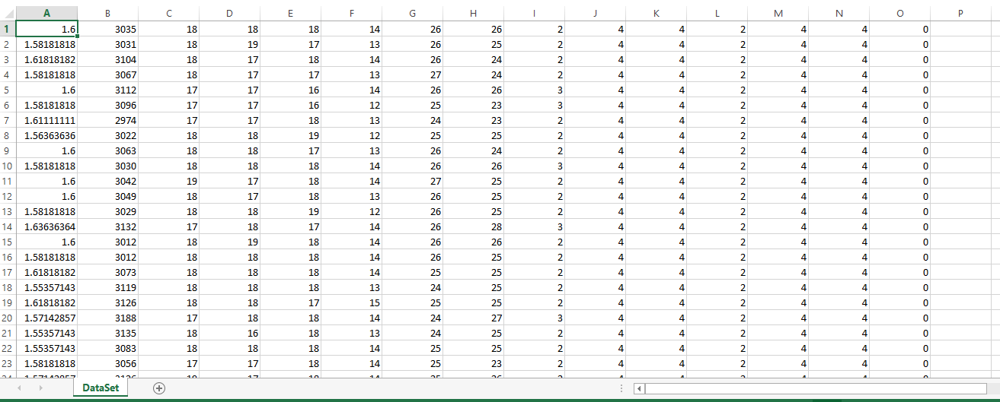 A B C D E F G H I J K L M N O P
1 1.6 3035 18 18 18 14 26 26 2 4 4 2 4 4 0
2 1.58181818 3031 18 19 17 13 26 25 2 4 4 2 4 4 0
3 1.61818182 3104 18 17 18 14 26 24 2 4 4 2 4 4 0
4 1.58181818 3067 18 17 17 13 27 24 2 4 4 2 4 4 0
5 1.6 3112 17 17 16 14 26 26 3 4 4 2 4 4 0
6 1.58181818 3096 17 17 16 12 25 23 3 4 4 2 4 4 0
7 1.61111111 2974 17 17 18 13 24 23 2 4 4 2 4 4 0
8 1.56363636 3022 18 18 19 12 25 25 2 4 4 2 4 4 0
9 1.6 3063 18 18 17 13 26 24 2 4 4 2 4 4 0
10 1.58181818 3030 18 18 18 14 26 26 3 4 4 2 4 4 0
11 1.6 3042 19 17 18 14 27 25 2 4 4 2 4 4 0
12 1.6 3049 18 17 18 13 26 25 2 4 4 2 4 4 0
13 1.58181818 3029 18 18 19 12 26 25 2 4 4 2 4 4 0
14 1.63636364 3132 17 18 17 14 26 28 3 4 4 2 4 4 0
15 1.6 3012 18 19 18 14 26 26 2 4 4 2 4 4 0
16 1.58181818 3012 18 18 18 14 26 25 2 4 4 2 4 4 0
17 1.61818182 3073 18 18 18 14 25 25 2 4 4 2 4 4 0
18 1.55357143 3119 18 18 18 13 24 25 2 4 4 2 4 4 0
19 1.61818182 3126 18 18 17 15 25 25 2 4 4 2 4 4 0
20 1.57142857 3188 17 18 18 14 24 27 3 4 4 2 4 4 0
21 1.55357143 3135 18 16 18 13 24 25 2 4 4 2 4 4 0
22 1.55357143 3083 18 18 18 14 25 25 2 4 4 2 4 4 0
23 1.58181818 3056 17 17 18 14 25 23 2 4 4 2 4 4 0
DataSet